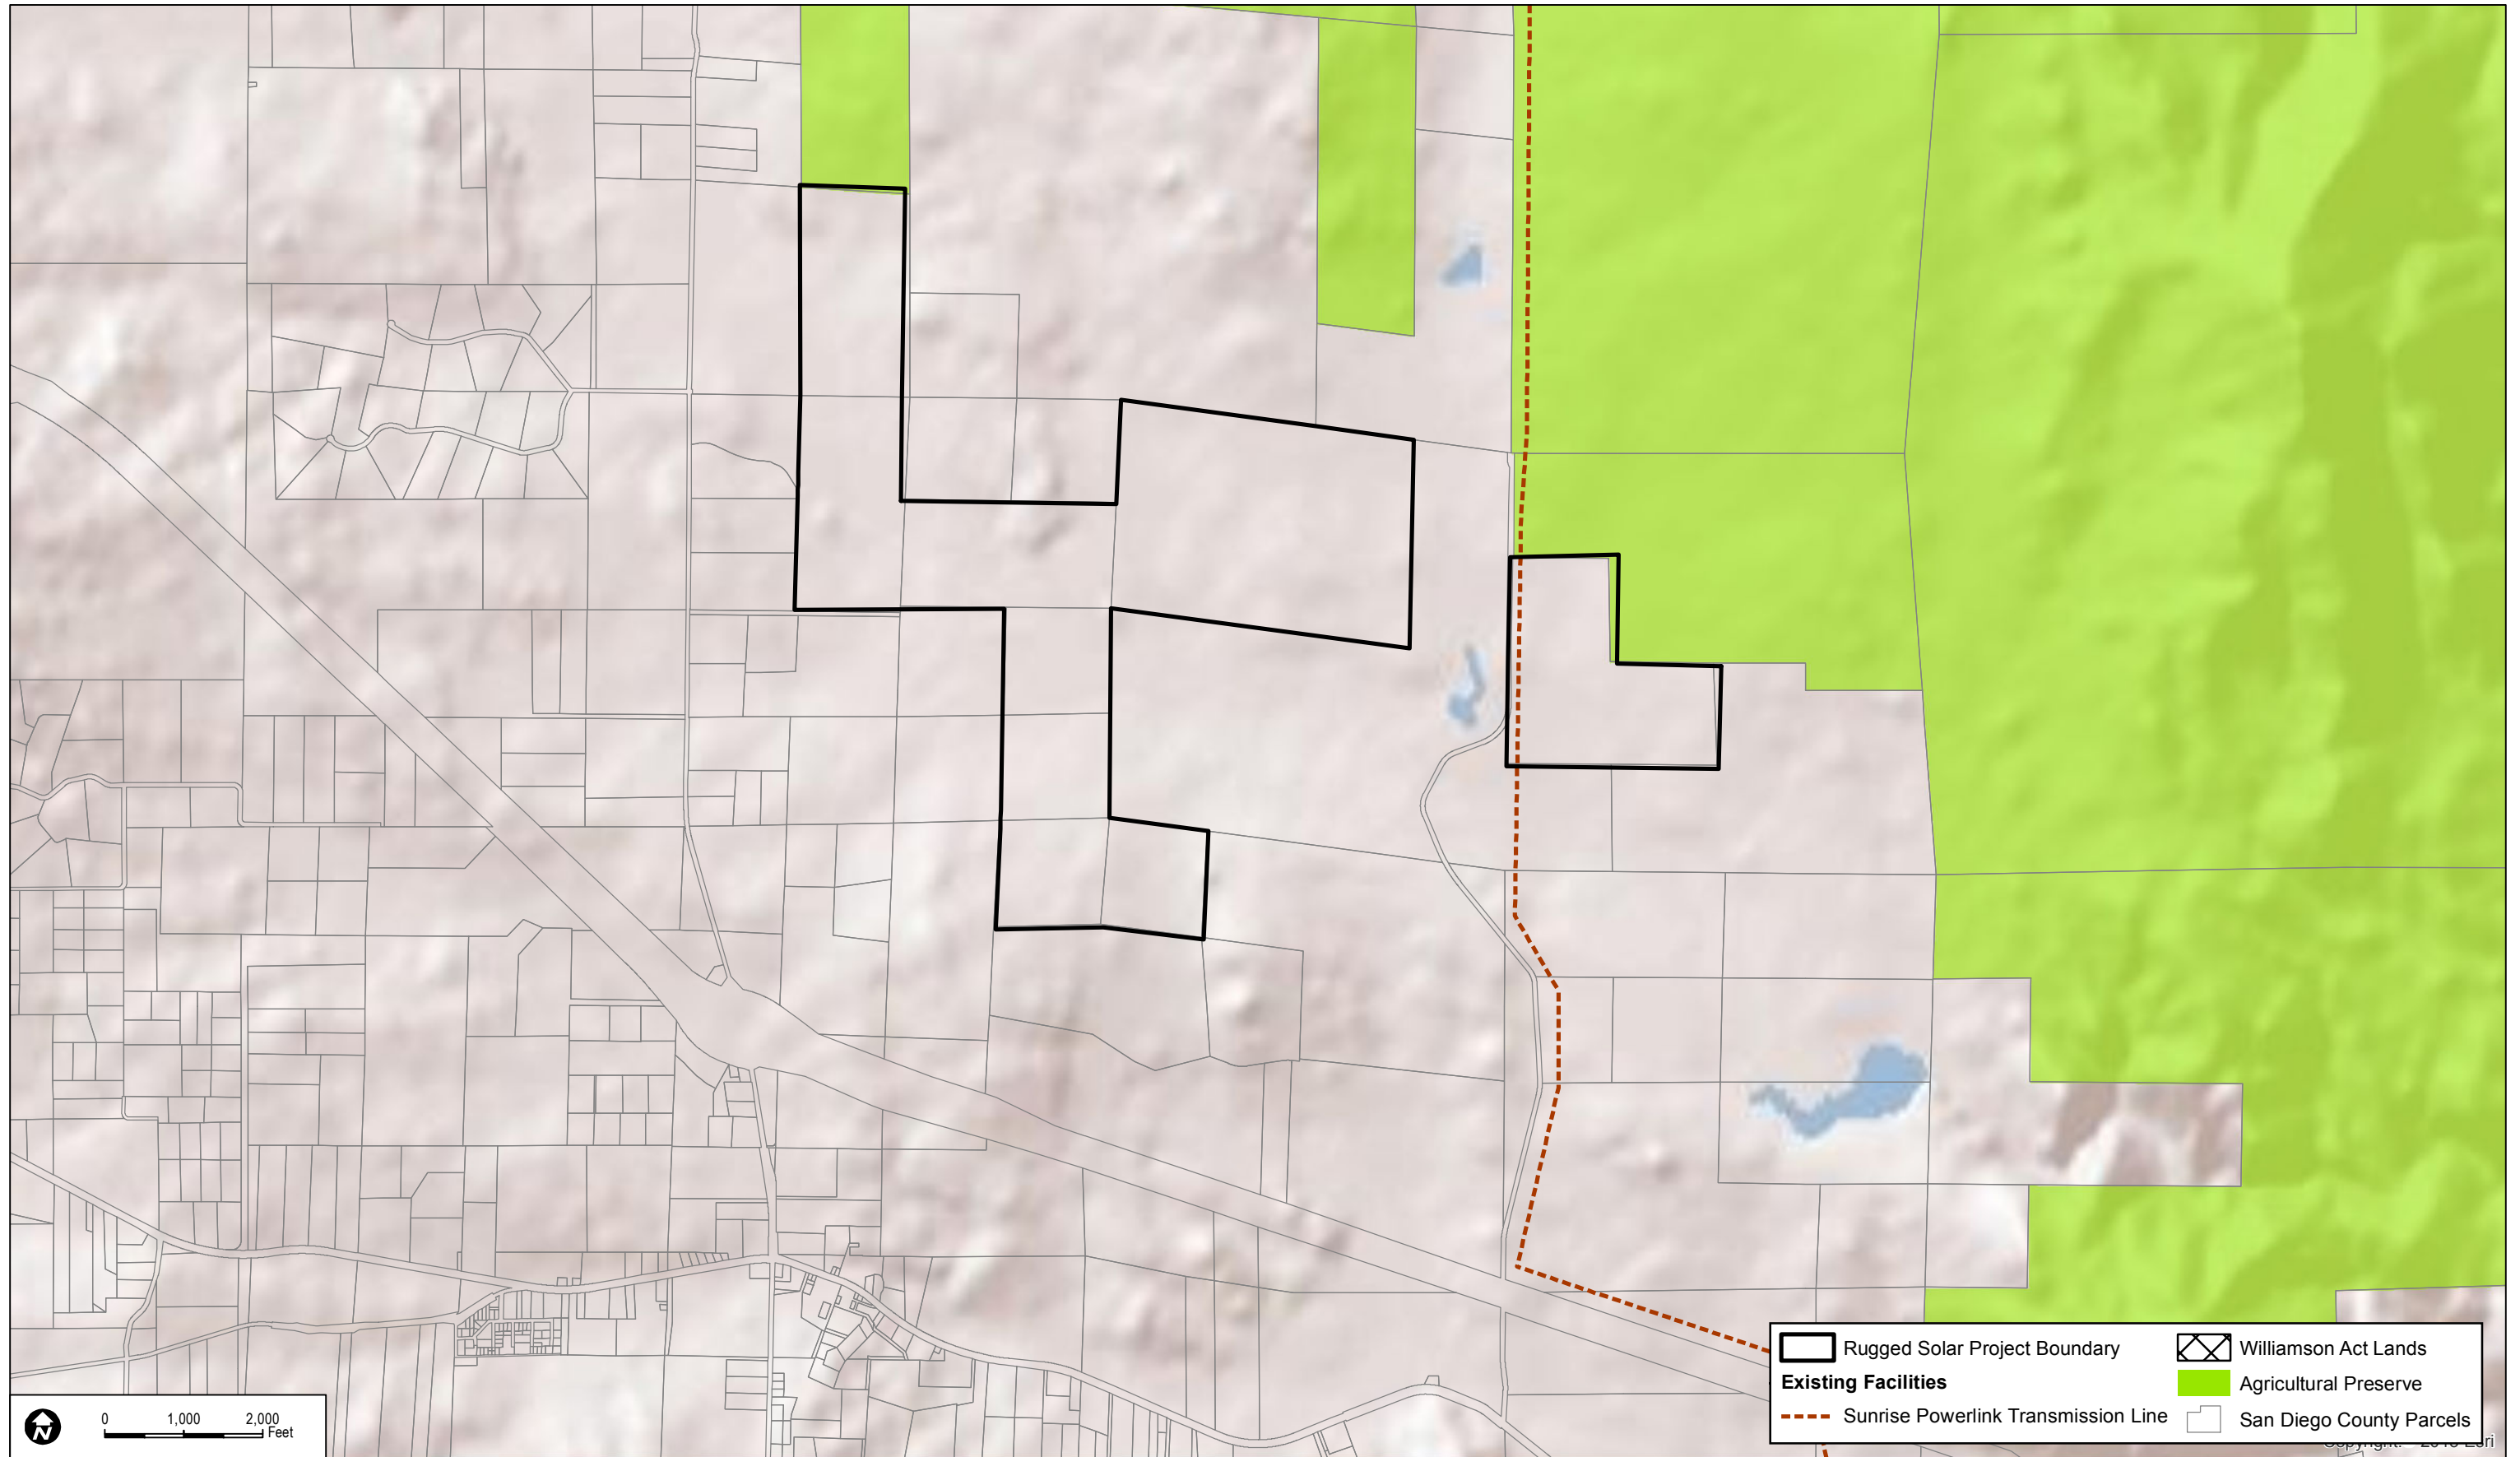 Rugged Solar Project Boundary
Existing Facilities
Sunrise Powerlink Transmission Line
Williamson Act Lands
Agricultural Preserve
San Diego County Parcels
N
0 1,000 2,000
Feet